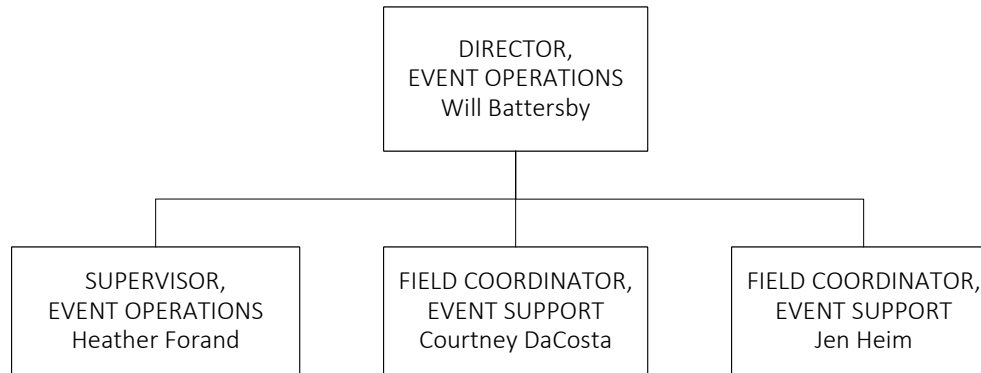 DIRECTOR,
EVENT OPERATIONS
Will Battersby
SUPERVISOR,
EVENT OPERATIONS
Heather Forand
FIELD COORDINATOR,
EVENT SUPPORT
Courtney DaCosta
FIELD COORDINATOR,
EVENT SUPPORT
Jen Heim